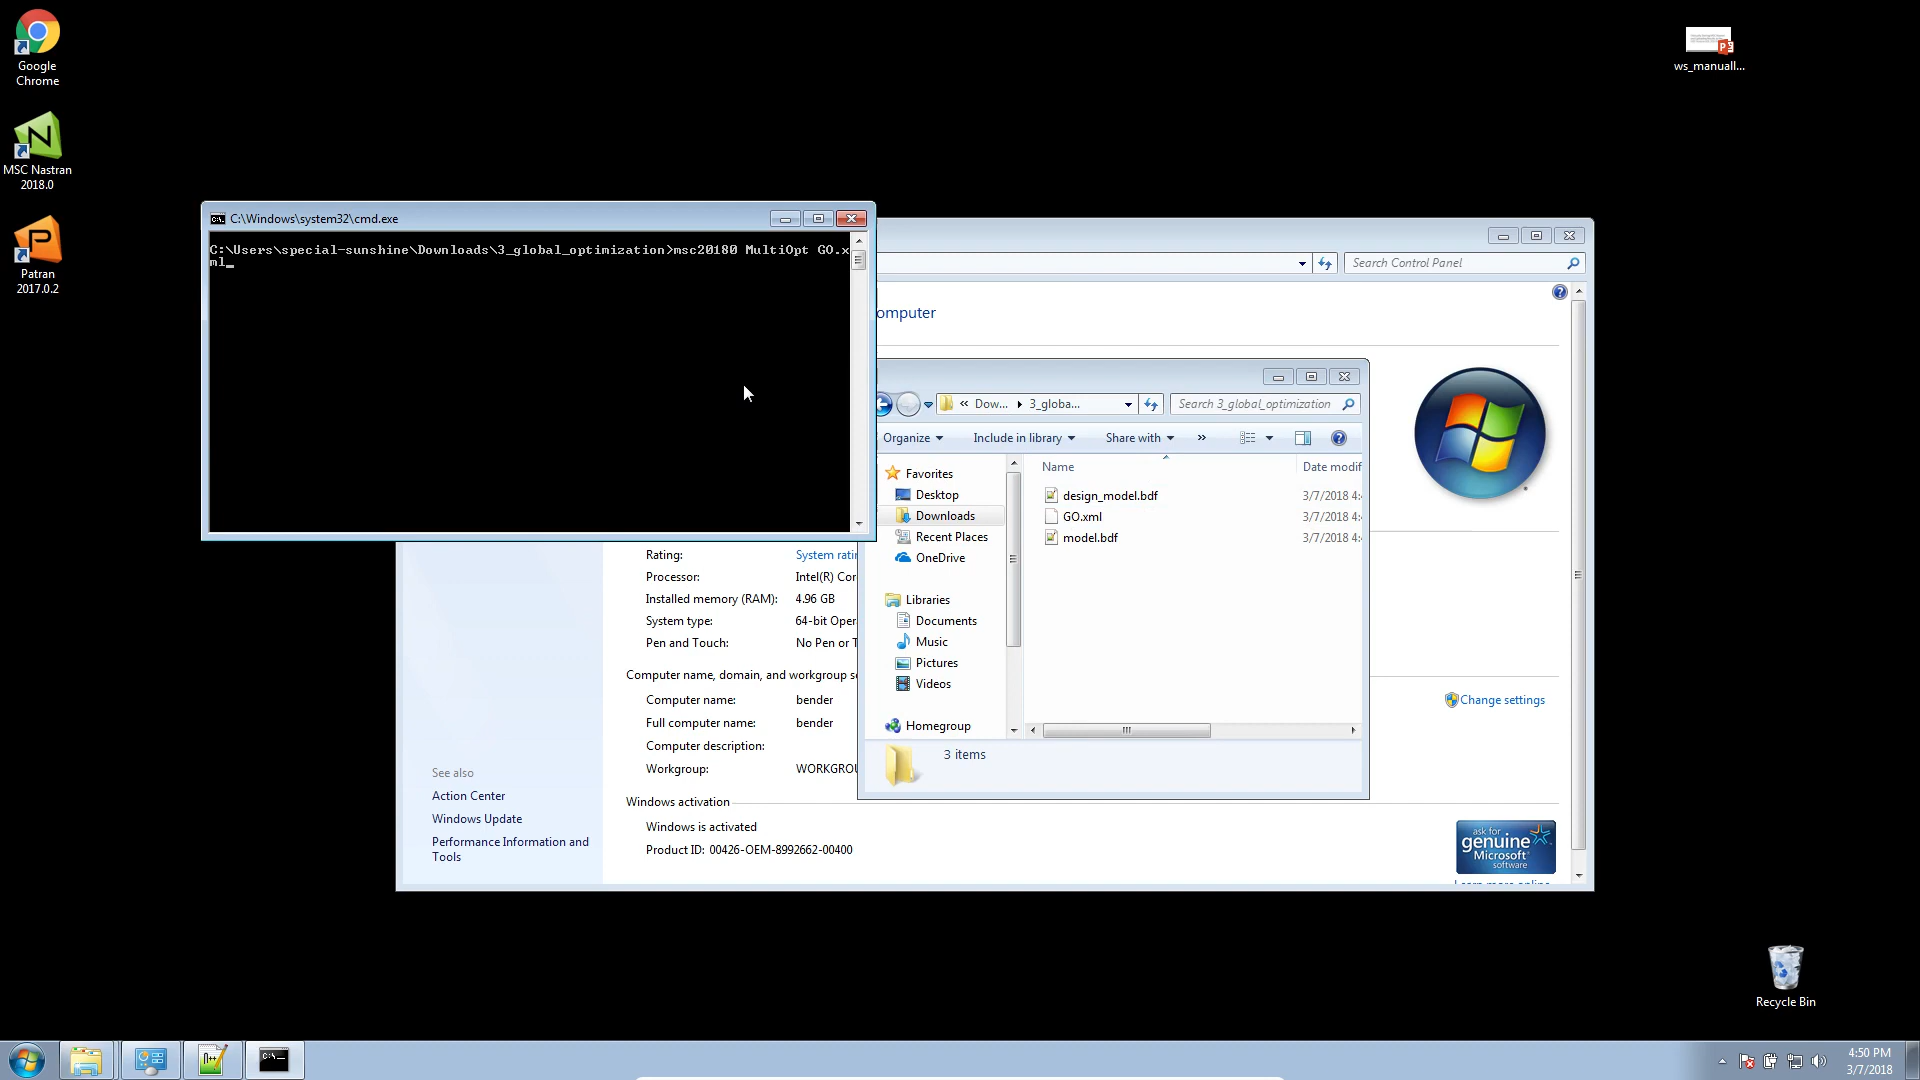 Google
Chrome
MSC Nastran
2018.0
Patran
2017.0.2
ws_manuall...
C:\Windows\system32\cmd.exe
C:\Users\special-sunshine\Downloads\3_global_optimization>msc20180 MultiOpt GO.x
ml_
Search Control Panel
omputer
« Dow... 3_globa...
Search 3_global_optimization
Organize
Include in library
Share with
»
Favorites
Desktop
Downloads
Recent Places
OneDrive
Libraries
Documents
Music
Pictures
Videos
Homegroup
Name
Date modif
design_model.bdf
3/7/2018 4:
GO.xml
3/7/2018 4:
model.bdf
3/7/2018 4:
3 items
Rating:
System ratin
Processor:
Intel(R) Cor
Installed memory (RAM):
4.96 GB
System type:
64-bit Oper
Pen and Touch:
No Pen or T
Computer name, domain, and workgroup se
Computer name:
bender
Full computer name:
bender
Computer description:
Workgroup:
WORKGROU
Change settings
Windows activation
Windows is activated
Product ID: 00426-OEM-8992662-00400
See also
Action Center
Windows Update
Performance Information and
Tools
ask for
genuine
Microsoft
software
Recycle Bin
4:50 PM
3/7/2018